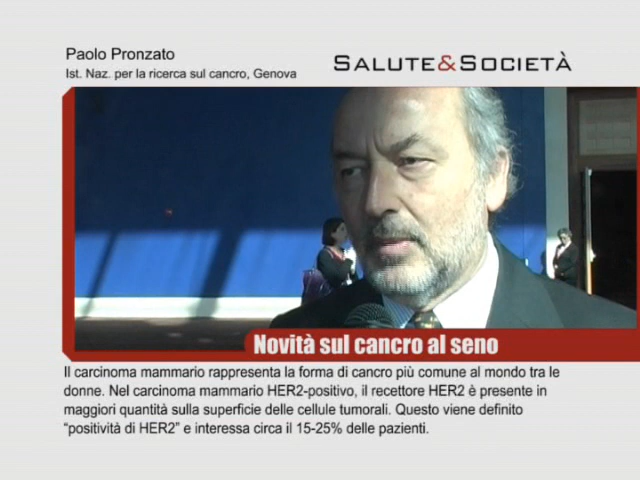 Paolo Pronzato
Ist. Naz. per la ricerca sul cancro, Genova
SALUTE&SOCIETÀ
Novità sul cancro al seno
Il carcinoma mammario rappresenta la forma di cancro più comune al mondo tra le
donne. Nel carcinoma mammario HER2-positivo, il recettore HER2 è presente in
maggiori quantità sulla superficie delle cellule tumorali. Questo viene definito
“positività di HER2” e interessa circa il 15-25% delle pazienti.